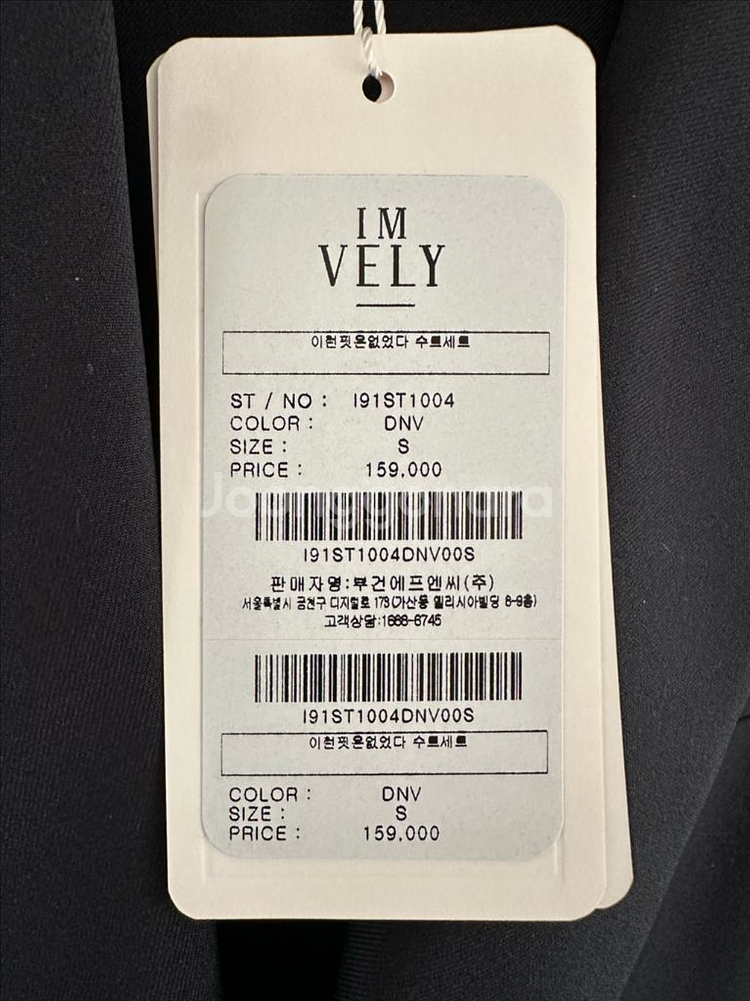 IM
VELY
이런핏은없었다 수트세트
ST / NO : I91ST1004
COLOR : DNV
SIZE : S
PRICE : 159,000
Joonggonara
I91ST1004DNV00S
판매자명:부건에프엔씨(주)
서울특별시 금천구 디지털로 173(가산동 엘리시아빌딩 8-9층)
고객상담:1666-6745
I91ST1004DNV00S
이런핏은없었다 수트세트
COLOR : DNV
SIZE : S
PRICE : 159,000